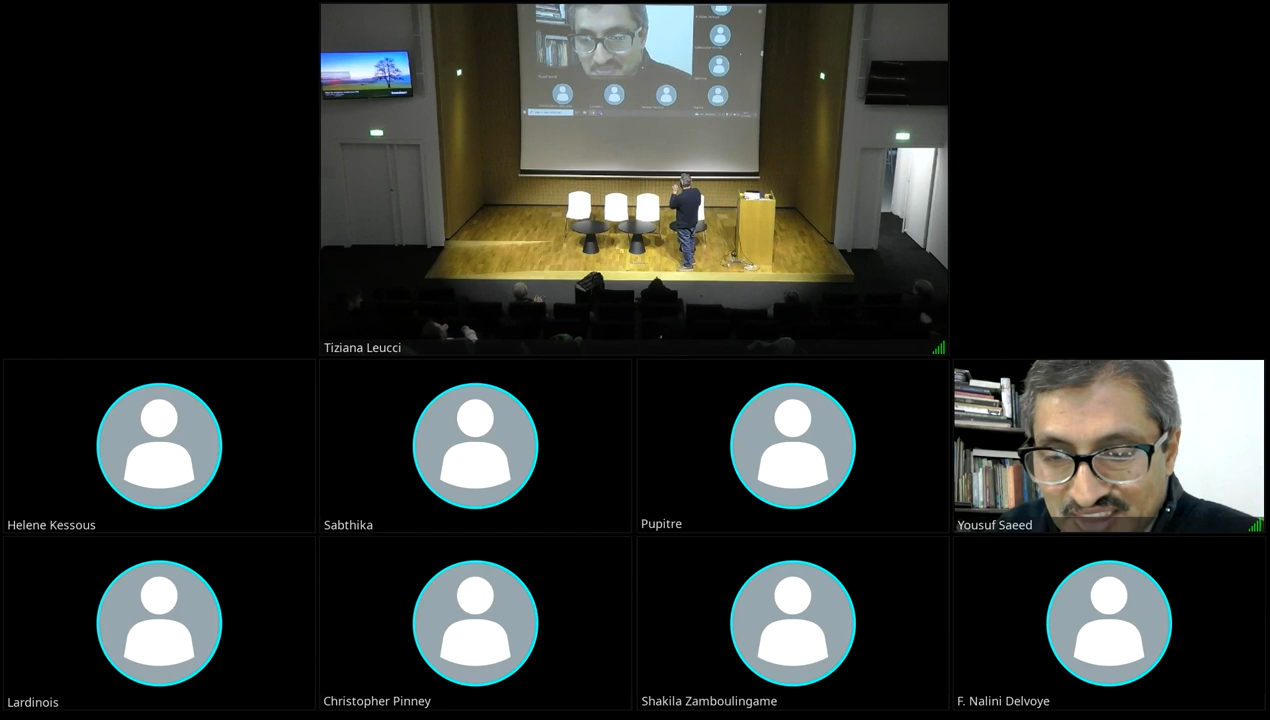 Tiziana Leucci
Helene Kessous
Sabthika
Pupitre
Yousuf Saeed
Lardinois
Christopher Pinney
Shakila Zamboulingame
F. Nalini Delvoye